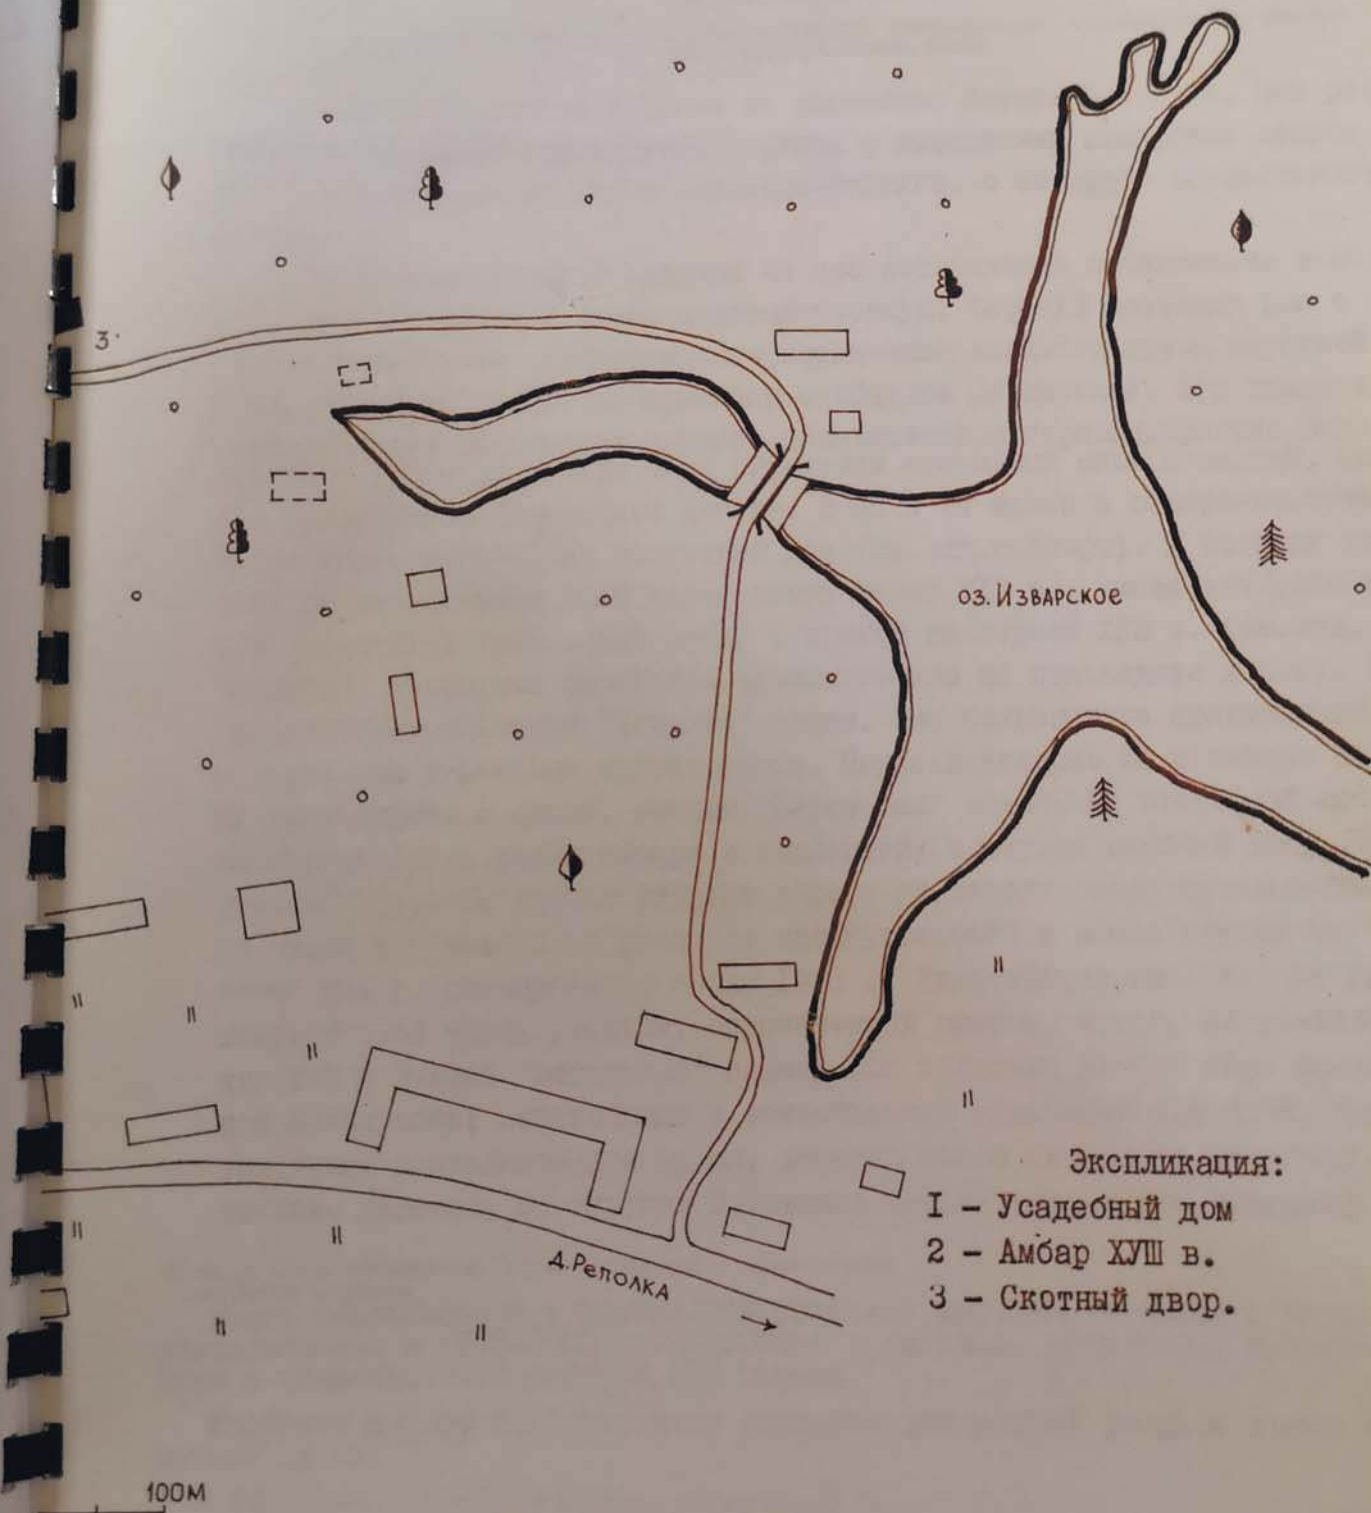 3
оз. Изварское
Экспликация:
I – Усадебный дом
2 – Амбар ХУШ в.
3 – Скотный двор.
д. Реполка
100м